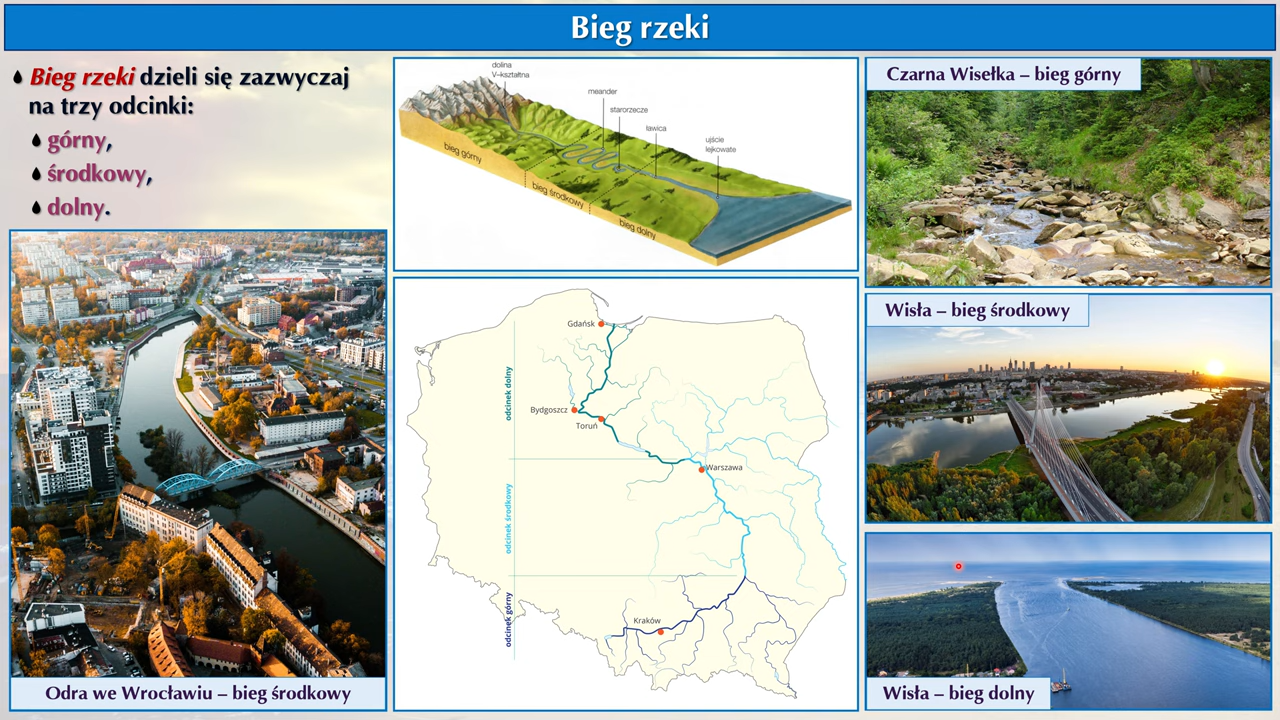 Bieg rzeki
Bieg rzeki dzieli się zazwyczaj
na trzy odcinki:
górny,
środkowy,
dolny.
Odra we Wrocławiu – bieg środkowy
dolina
V–kształtna
meander
starorzecze
ławica
ujście
lejkowate
bieg górny
bieg środkowy
bieg dolny
Gdańsk
Bydgoszcz
Toruń
Warszawa
Kraków
odcinek dolny
odcinek środkowy
odcinek górny
Czarna Wisełka – bieg górny
Wisła – bieg środkowy
Wisła – bieg dolny